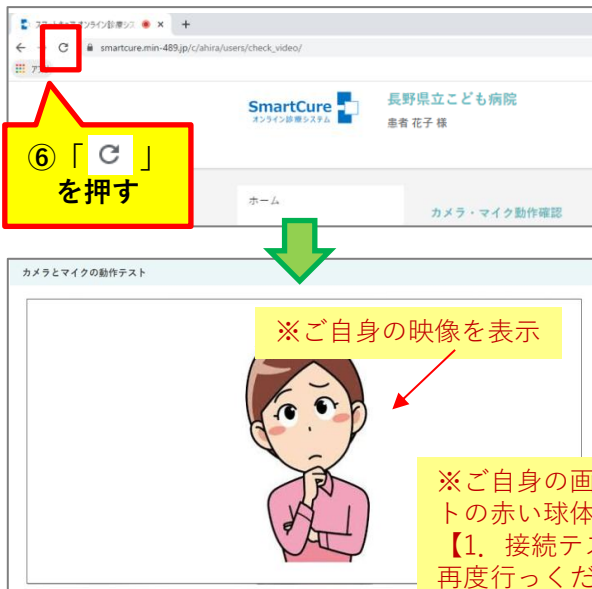 smartcure.min-489.jp/c/ahira/users/check_video/
SmartCure
オンライン診療システム
長野県立こども病院
患者 花子 様
⑥「 」
を押す
ホーム
カメラ・マイク動作確認
カメラとマイクの動作テスト
※ご自身の映像を表示
※ご自身の画
トの赤い球体
【1. 接続テス
再度行っくだ